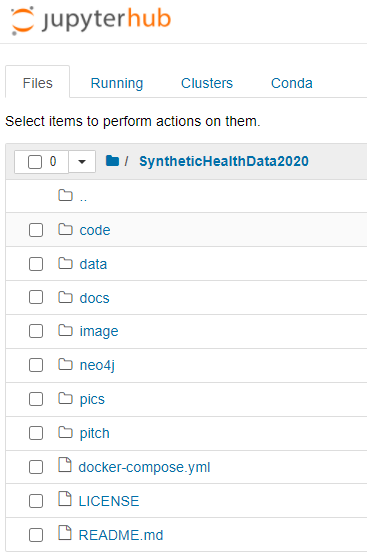 jupyterhub
Files Running Clusters Conda
Select items to perform actions on them.
0 / SyntheticHealthData2020
..
code
data
docs
image
neo4j
pics
pitch
docker-compose.yml
LICENSE
README.md